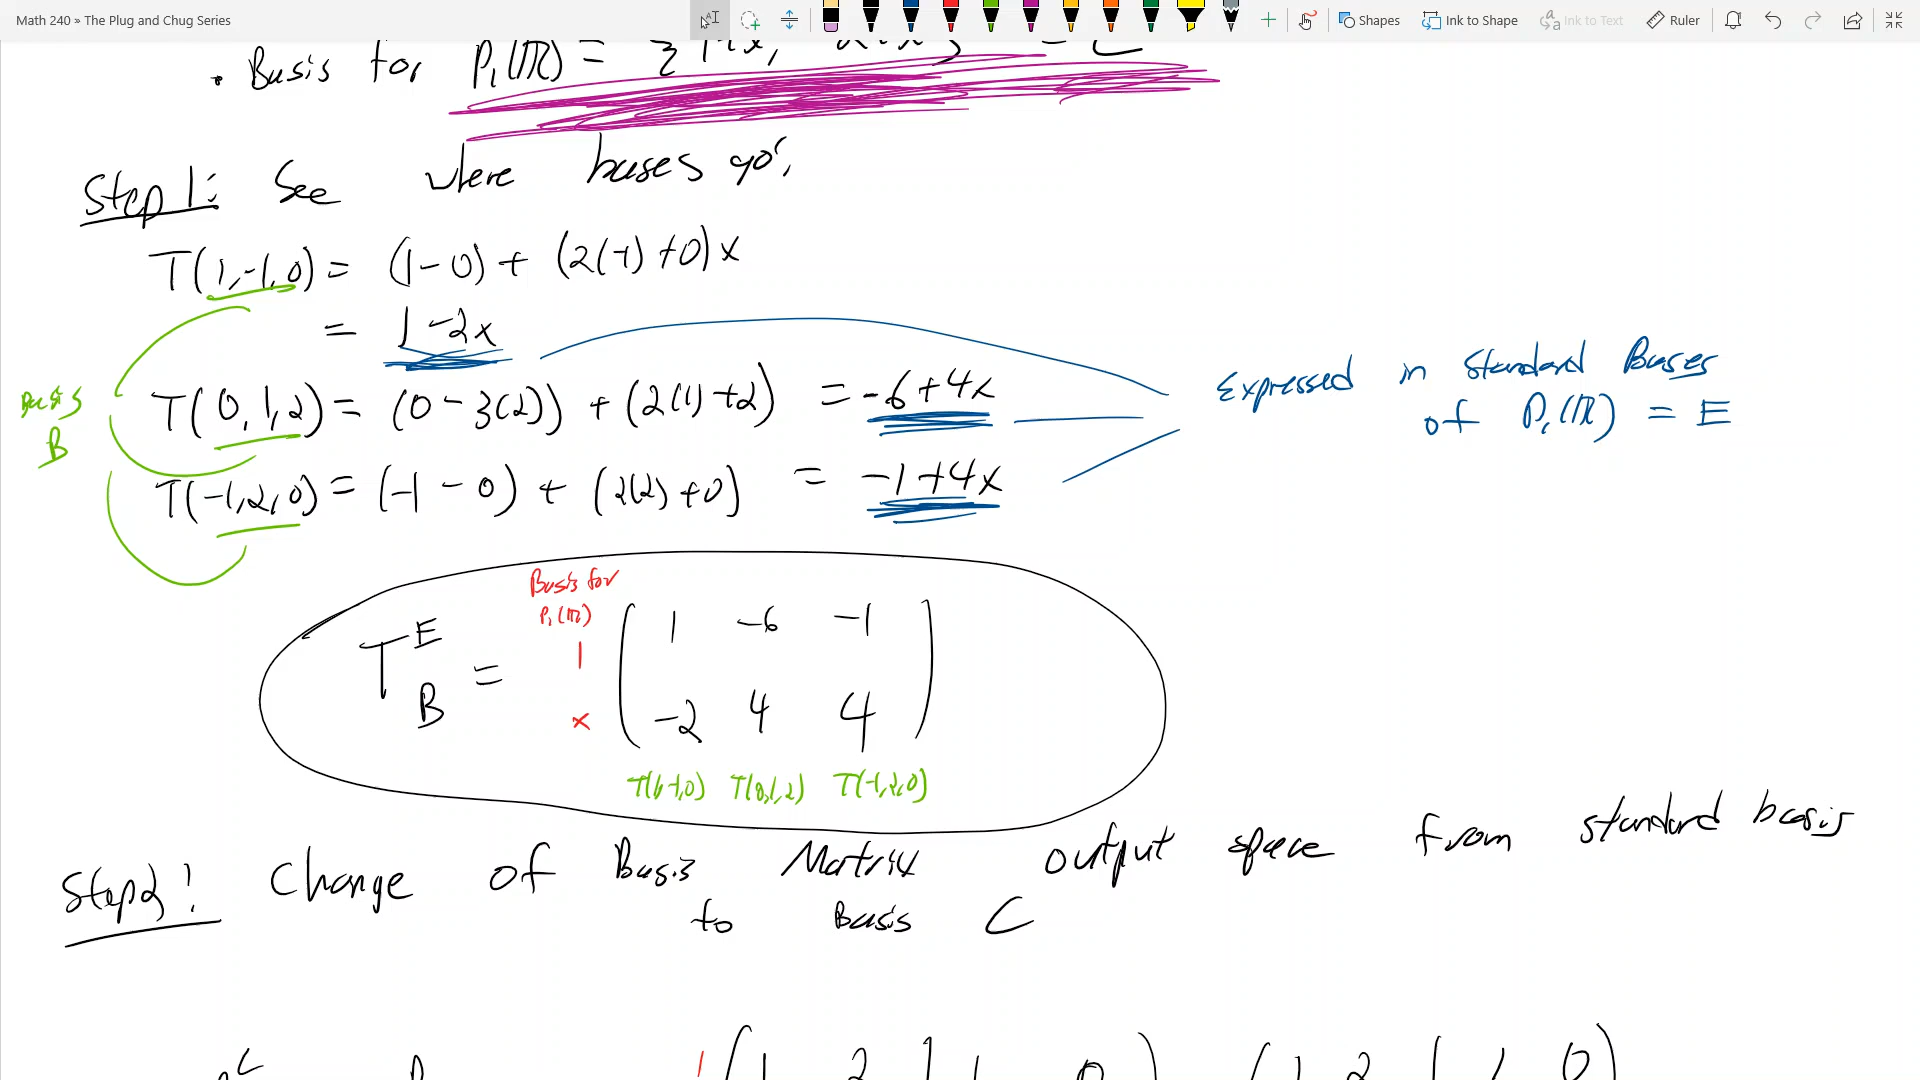 Math 240 » The Plug and Chug Series
Shapes Ink to Shape Ink to Text Ruler
• Basis for P₁(ℝ) =
Step 1: See where bases go:
T(1,-1,0) = (1-0) + (2(-1)+0)x
= 1-2x
T(0,1,2) = (0-3(2)) + (2(1)+2) = -6+4x
T(-1,2,0) = (-1-0) + (2(2)+0) = -1+4x
Basis
B
Expressed in Standard Bases
of P₁(ℝ) = E
Basis for
P₁(ℝ)
T E B =
1 1 -6 -1
x -2 4 4
T(1,-1,0) T(0,1,2) T(-1,2,0)
Step 2: Change of Basis Matrix output space from standard basis
to Basis C